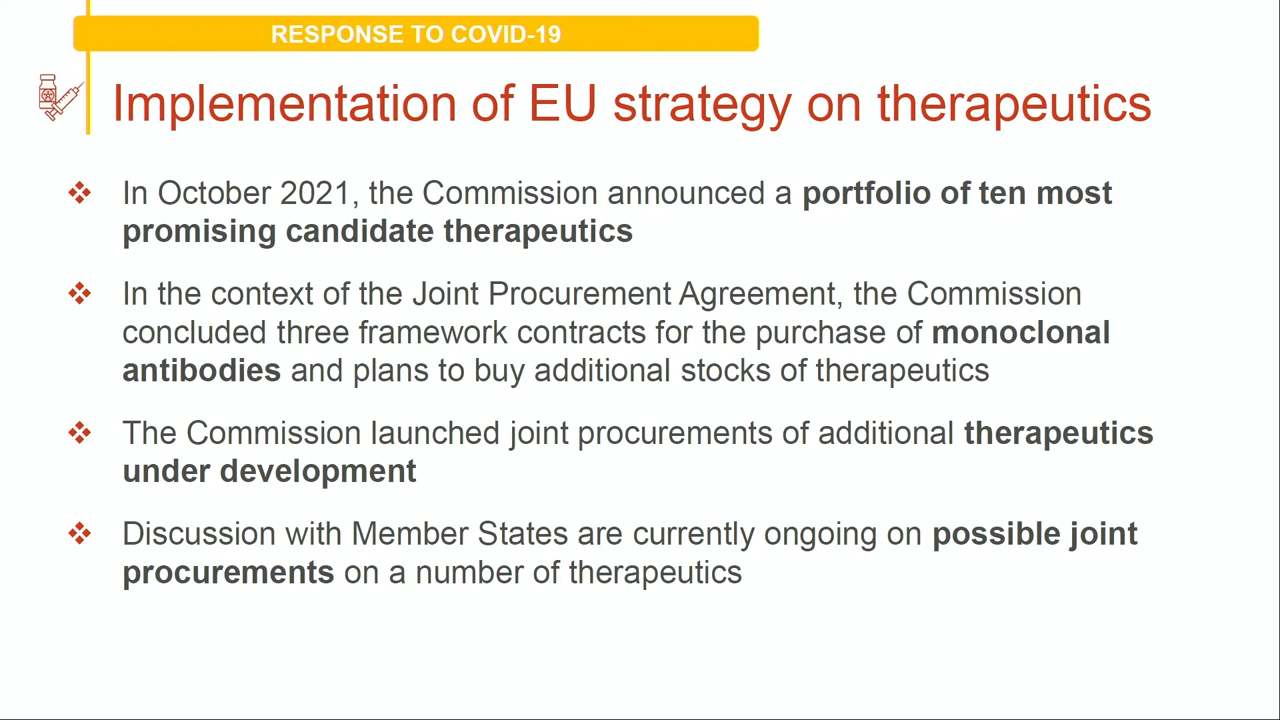 RESPONSE TO COVID-19
Implementation of EU strategy on therapeutics
In October 2021, the Commission announced a portfolio of ten most
promising candidate therapeutics
In the context of the Joint Procurement Agreement, the Commission
concluded three framework contracts for the purchase of monoclonal
antibodies and plans to buy additional stocks of therapeutics
The Commission launched joint procurements of additional therapeutics
under development
Discussion with Member States are currently ongoing on possible joint
procurements on a number of therapeutics